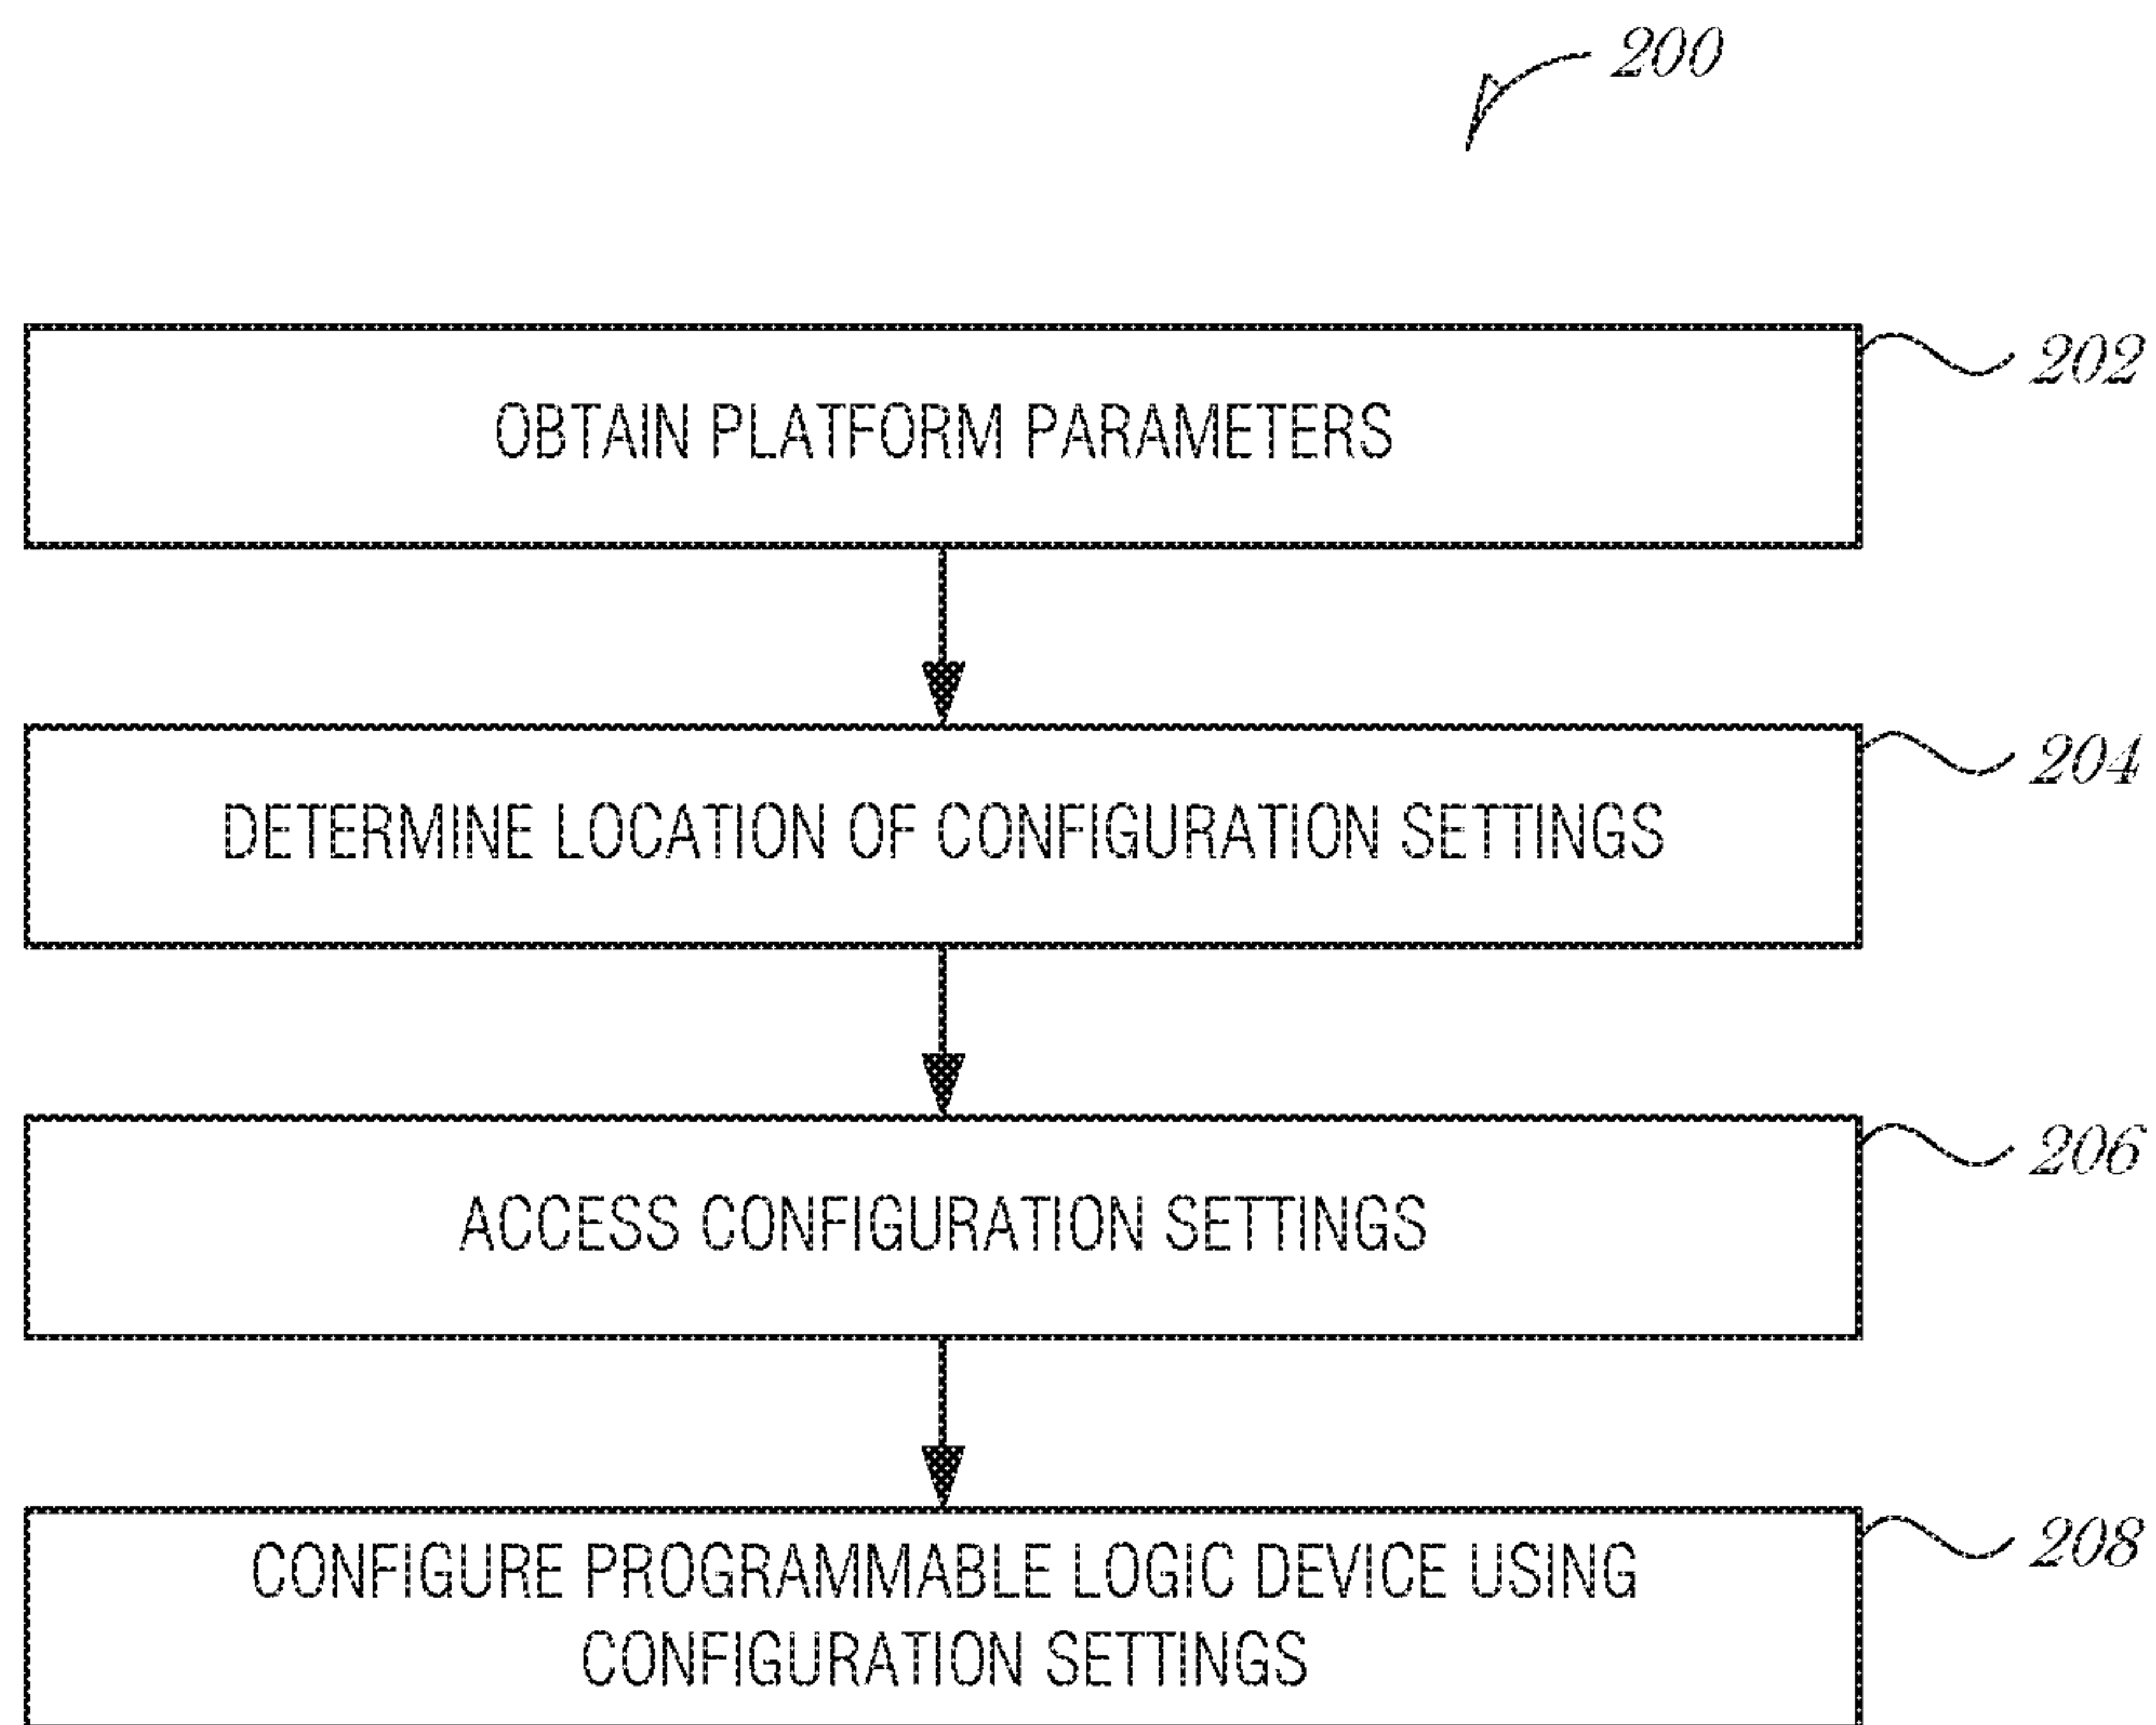 200
OBTAIN PLATFORM PARAMETERS
202
DETERMINE LOCATION OF CONFIGURATION SETTINGS
204
ACCESS CONFIGURATION SETTINGS
206
CONFIGURE PROGRAMMABLE LOGIC DEVICE USING
CONFIGURATION SETTINGS
208